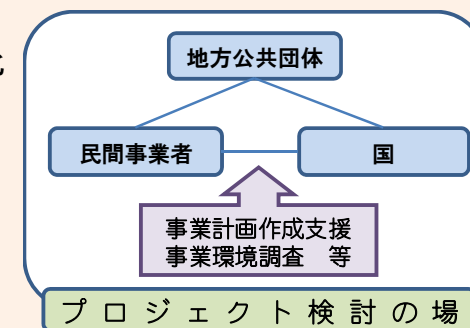 地方公共団体
民間事業者
国
事業計画作成支援
事業環境調査　等
プロジェクト検討の場